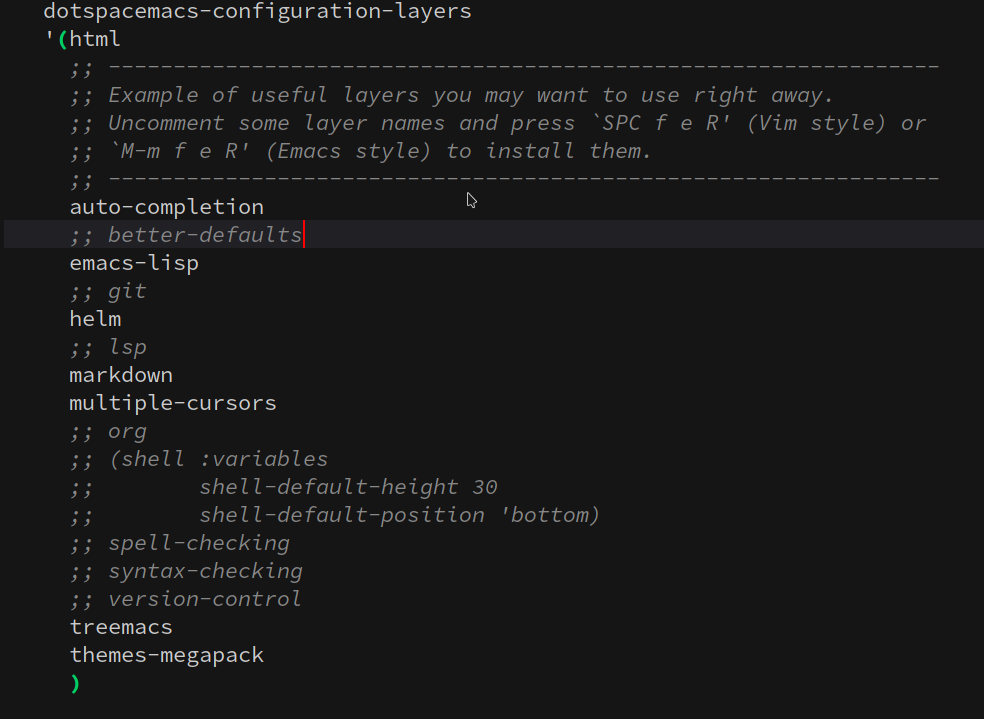 dotspacemacs-configuration-layers
'(html
;; ----------------------------------------------------------------
;; Example of useful layers you may want to use right away.
;; Uncomment some layer names and press `SPC f e R' (Vim style) or
;; `M-m f e R' (Emacs style) to install them.
;; ----------------------------------------------------------------
auto-completion
;; better-defaults
emacs-lisp
;; git
helm
;; lsp
markdown
multiple-cursors
;; org
;; (shell :variables
;;        shell-default-height 30
;;        shell-default-position 'bottom)
;; spell-checking
;; syntax-checking
;; version-control
treemacs
themes-megapack
)